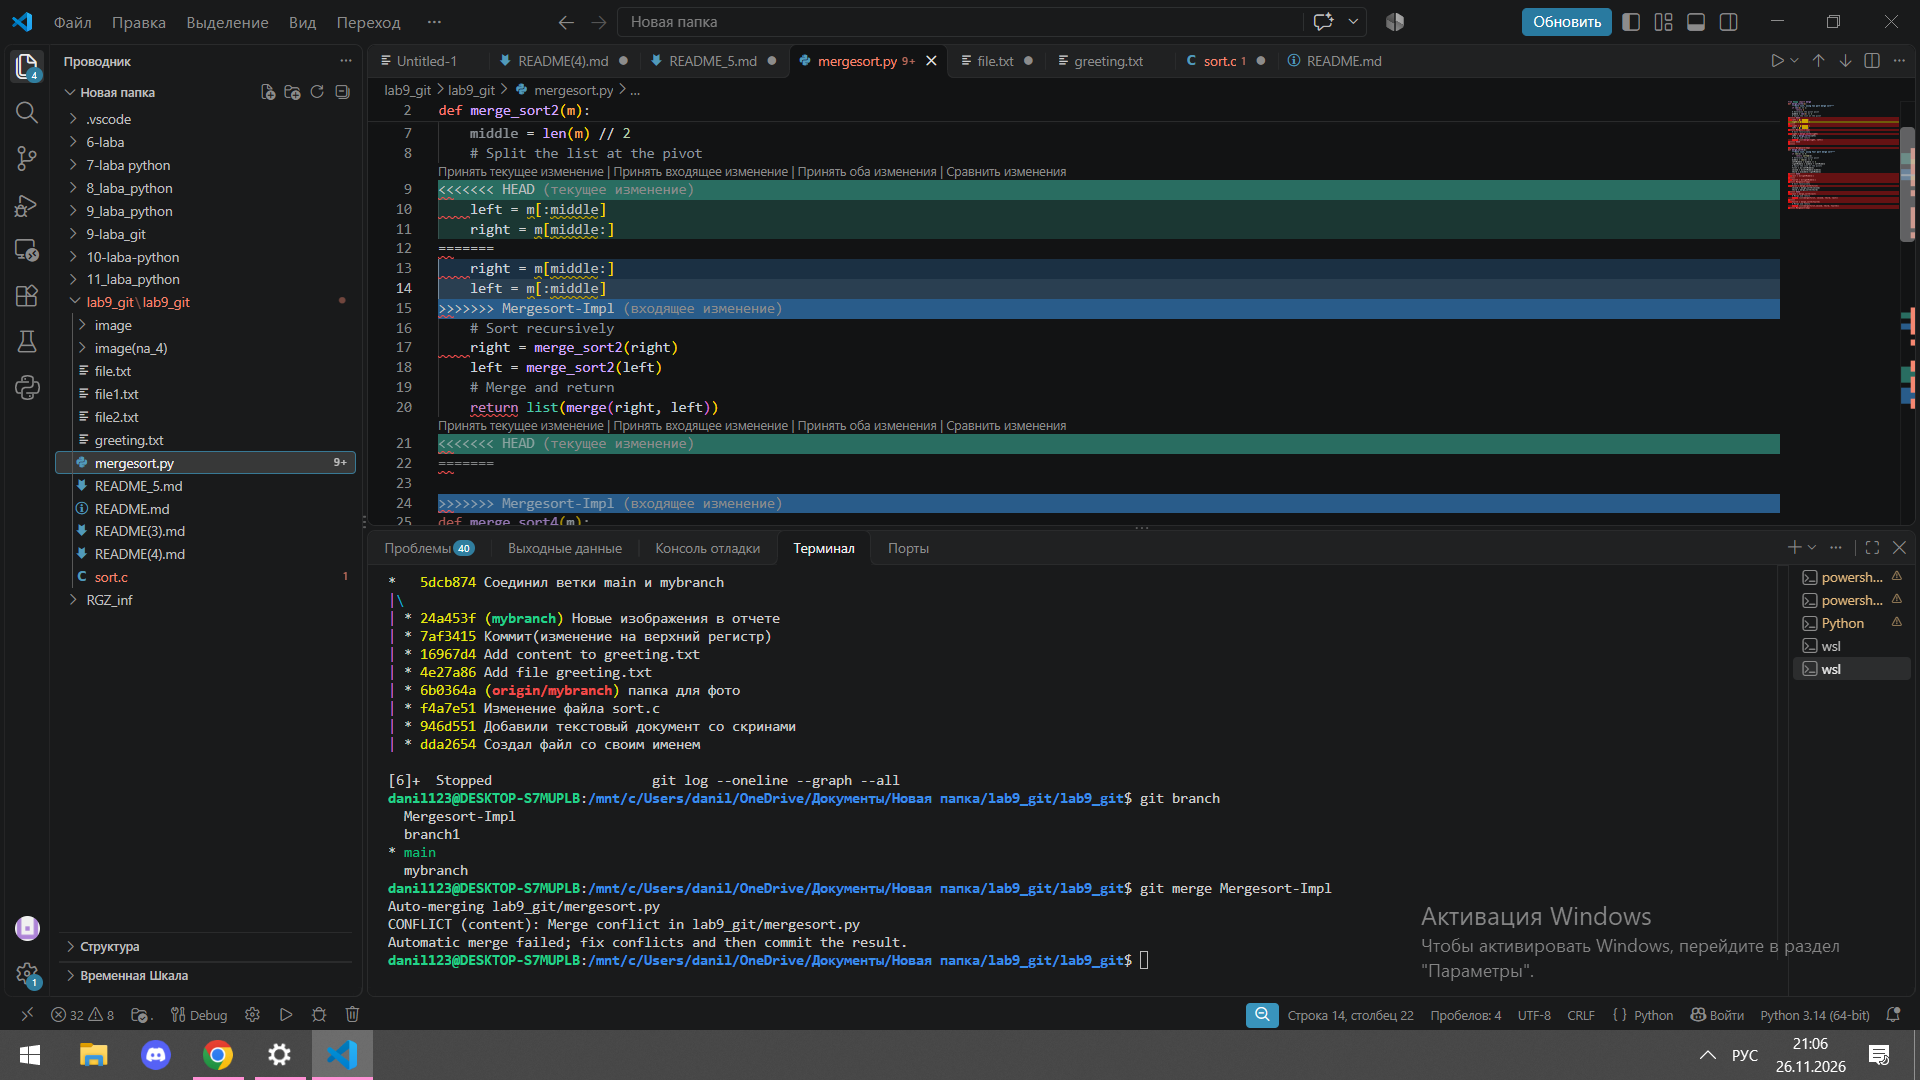 Файл Правка Выделение Вид Переход ··· Новая папка Обновить
Проводник ···
Новая папка
.vscode
6-laba
7-laba python
8_laba_python
9_laba_python
9-laba_git
10-laba-python
11_laba_python
lab9_git\lab9_git
image
image(na_4)
file.txt
file1.txt
file2.txt
greeting.txt
mergesort.py 9+
README_5.md
README.md
README(3).md
README(4).md
sort.c 1
RGZ_inf
Структура
Временная Шкала
Untitled-1 README(4).md README_5.md mergesort.py 9+ file.txt greeting.txt sort.c 1 README.md
lab9_git > lab9_git > mergesort.py > ...
2 def merge_sort2(m):
7 middle = len(m) // 2
8 # Split the list at the pivot
Принять текущее изменение | Принять входящее изменение | Принять оба изменения | Сравнить изменения
9 <<<<<<< HEAD (текущее изменение)
10 left = m[:middle]
11 right = m[middle:]
12 =======
13 right = m[middle:]
14 left = m[:middle]
15 >>>>>>> Mergesort-Impl (входящее изменение)
16 # Sort recursively
17 right = merge_sort2(right)
18 left = merge_sort2(left)
19 # Merge and return
20 return list(merge(right, left))
Принять текущее изменение | Принять входящее изменение | Принять оба изменения | Сравнить изменения
21 <<<<<<< HEAD (текущее изменение)
22 =======
23
24 >>>>>>> Mergesort-Impl (входящее изменение)
25 def merge_sort4(m):
Проблемы 40 Выходные данные Консоль отладки Терминал Порты
* 5dcb874 Соединил ветки main и mybranch
|\
| * 24a453f (mybranch) Новые изображения в отчете
| * 7af3415 Коммит(изменение на верхний регистр)
| * 16967d4 Add content to greeting.txt
| * 4e27a86 Add file greeting.txt
| * 6b0364a (origin/mybranch) папка для фото
| * f4a7e51 Изменение файла sort.c
| * 946d551 Добавили текстовый документ со скринами
| * dda2654 Создал файл со своим именем
[6]+ Stopped git log --oneline --graph --all
danil123@DESKTOP-S7MUPLB:/mnt/c/Users/danil/OneDrive/Документы/Новая папка/lab9_git/lab9_git$ git branch
Mergesort-Impl
branch1
* main
mybranch
danil123@DESKTOP-S7MUPLB:/mnt/c/Users/danil/OneDrive/Документы/Новая папка/lab9_git/lab9_git$ git merge Mergesort-Impl
Auto-merging lab9_git/mergesort.py
CONFLICT (content): Merge conflict in lab9_git/mergesort.py
Automatic merge failed; fix conflicts and then commit the result.
danil123@DESKTOP-S7MUPLB:/mnt/c/Users/danil/OneDrive/Документы/Новая папка/lab9_git/lab9_git$
powersh...
powersh...
Python
wsl
wsl
Активация Windows
Чтобы активировать Windows, перейдите в раздел
"Параметры".
4
1
32 8 Debug Строка 14, столбец 22 Пробелов: 4 UTF-8 CRLF { } Python Войти Python 3.14 (64-bit)
РУС
21:06
26.11.2026